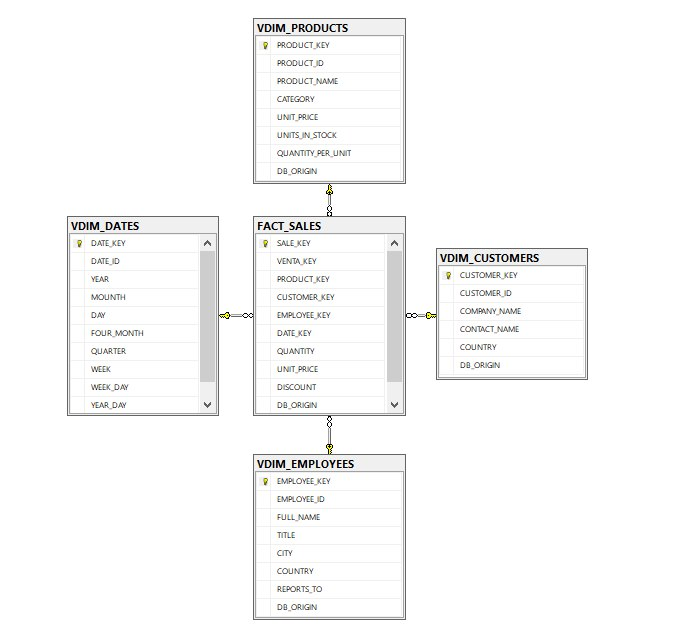 VDIM_PRODUCTS
PRODUCT_KEY
PRODUCT_ID
PRODUCT_NAME
CATEGORY
UNIT_PRICE
UNITS_IN_STOCK
QUANTITY_PER_UNIT
DB_ORIGIN
VDIM_DATES
DATE_KEY
DATE_ID
YEAR
MOUNTH
DAY
FOUR_MONTH
QUARTER
WEEK
WEEK_DAY
YEAR_DAY
FACT_SALES
SALE_KEY
VENTA_KEY
PRODUCT_KEY
CUSTOMER_KEY
EMPLOYEE_KEY
DATE_KEY
QUANTITY
UNIT_PRICE
DISCOUNT
DB_ORIGIN
VDIM_CUSTOMERS
CUSTOMER_KEY
CUSTOMER_ID
COMPANY_NAME
CONTACT_NAME
COUNTRY
DB_ORIGIN
VDIM_EMPLOYEES
EMPLOYEE_KEY
EMPLOYEE_ID
FULL_NAME
TITLE
CITY
COUNTRY
REPORTS_TO
DB_ORIGIN